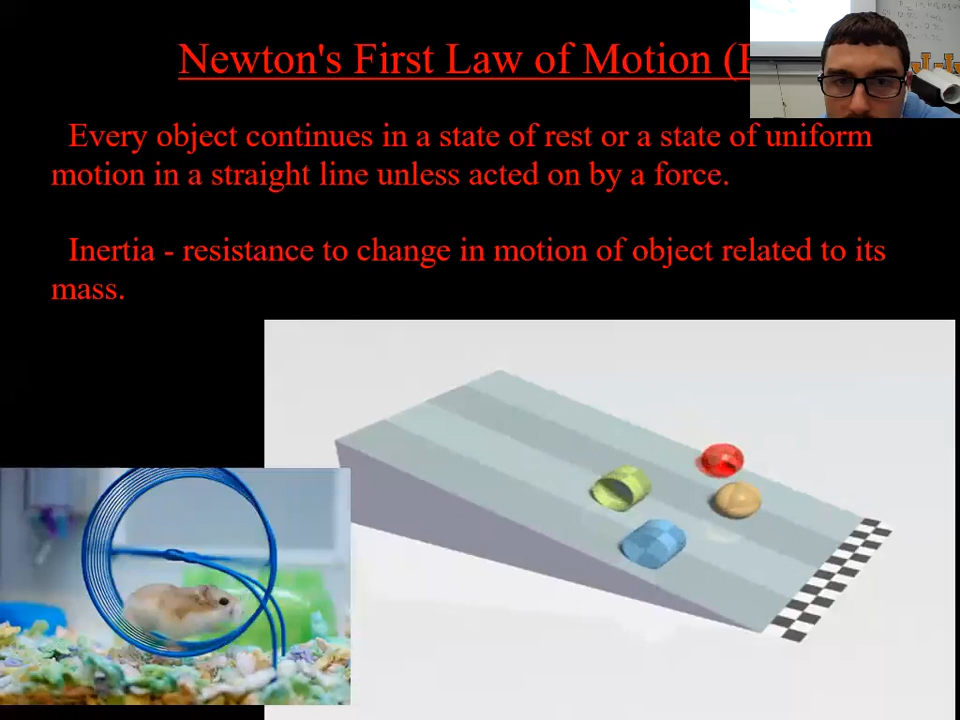 Newton's First Law of Motion (
Every object continues in a state of rest or a state of uniform
motion in a straight line unless acted on by a force.
Inertia - resistance to change in motion of object related to its
mass.